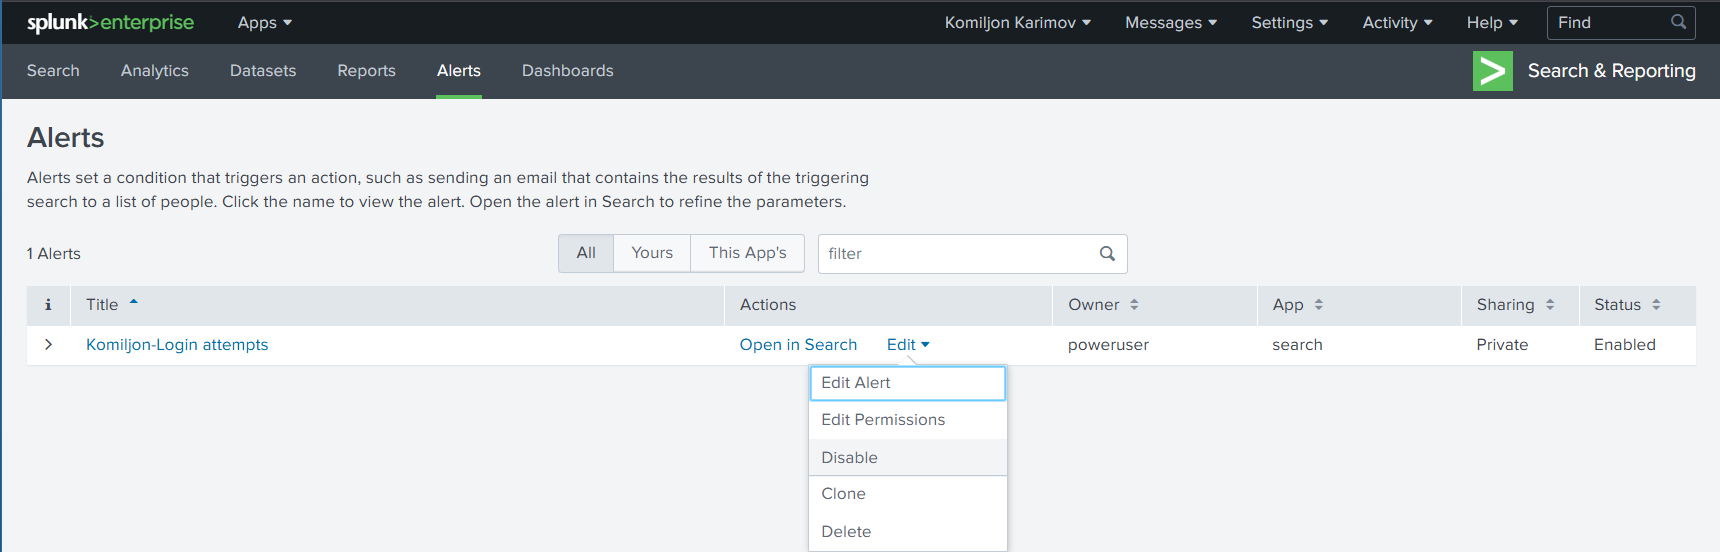 splunk>enterprise Apps Komiljon Karimov Messages Settings Activity Help Find
Search Analytics Datasets Reports Alerts Dashboards > Search & Reporting
Alerts
Alerts set a condition that triggers an action, such as sending an email that contains the results of the triggering
search to a list of people. Click the name to view the alert. Open the alert in Search to refine the parameters.
1 Alerts All Yours This App's filter
i Title Actions Owner App Sharing Status
Komiljon-Login attempts Open in Search Edit poweruser search Private Enabled
Edit Alert
Edit Permissions
Disable
Clone
Delete